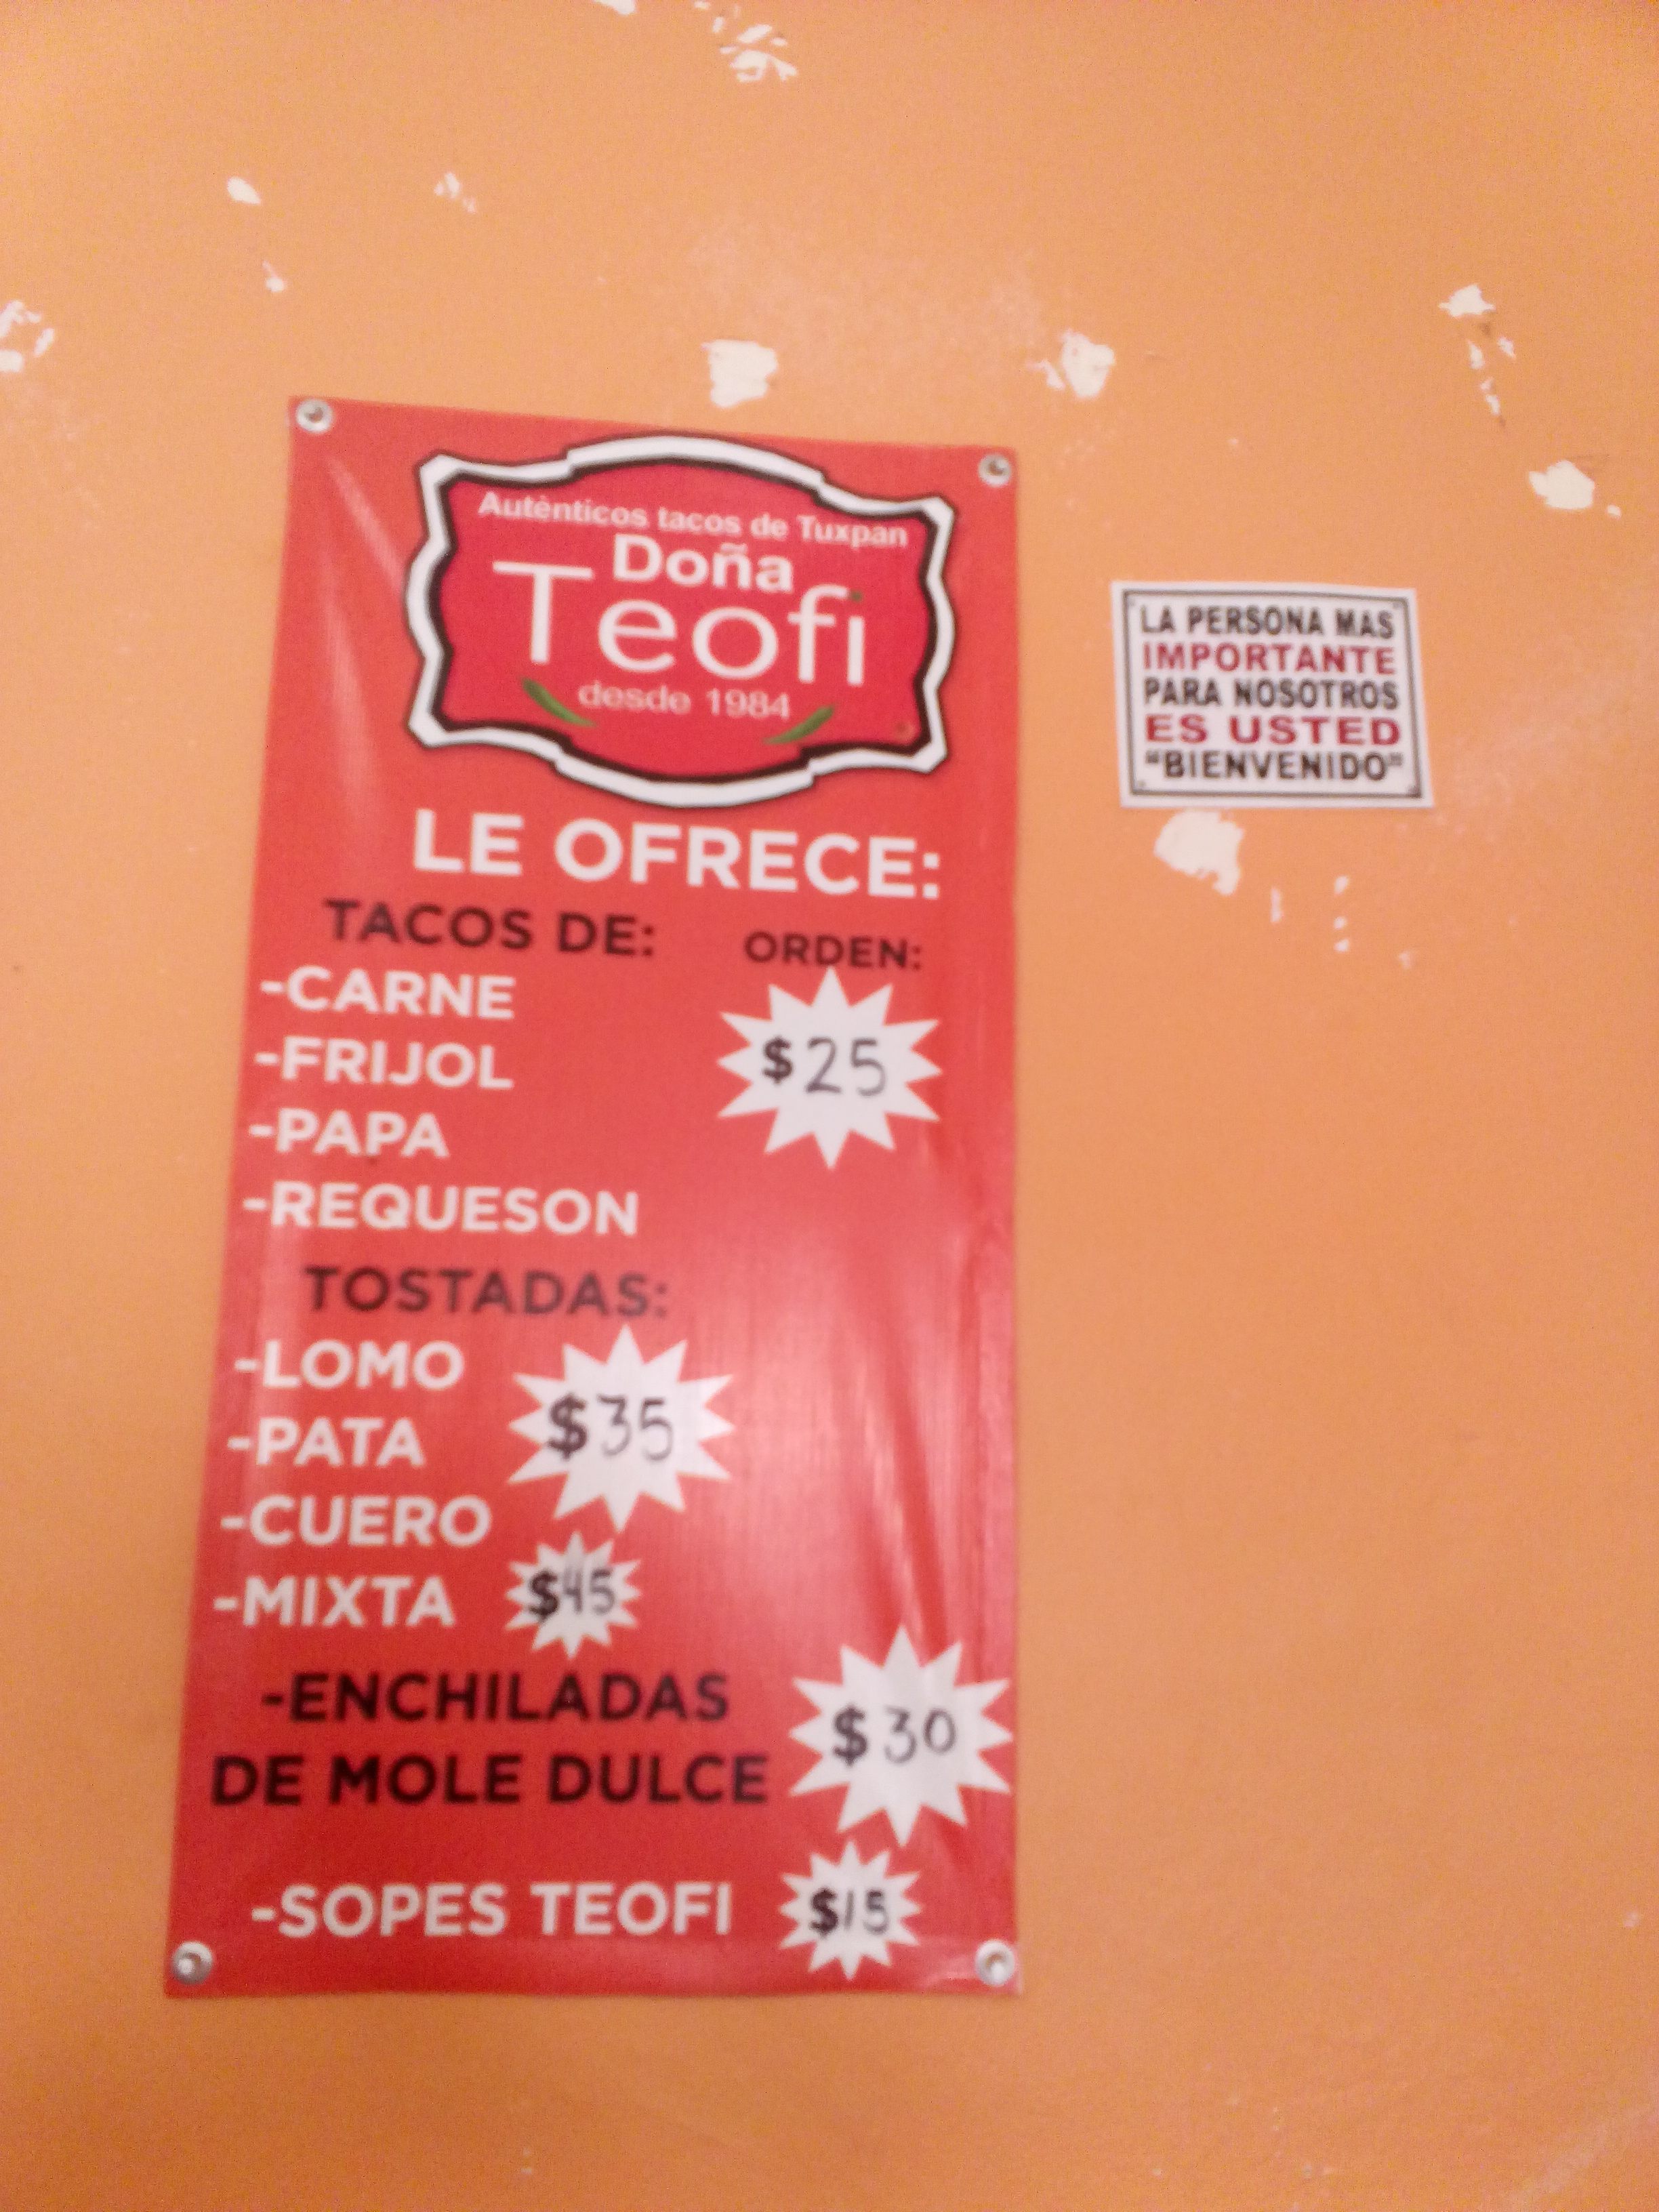 Autènticos tacos de Tuxpan
Doña
Teofi
desde 1984
LE OFRECE:
TACOS DE: ORDEN:
-CARNE
-FRIJOL $25
-PAPA
-REQUESON
TOSTADAS:
-LOMO
-PATA $35
-CUERO
-MIXTA $45
-ENCHILADAS
DE MOLE DULCE $30
-SOPES TEOFI $15
LA PERSONA MAS
IMPORTANTE
PARA NOSOTROS
ES USTED
"BIENVENIDO"